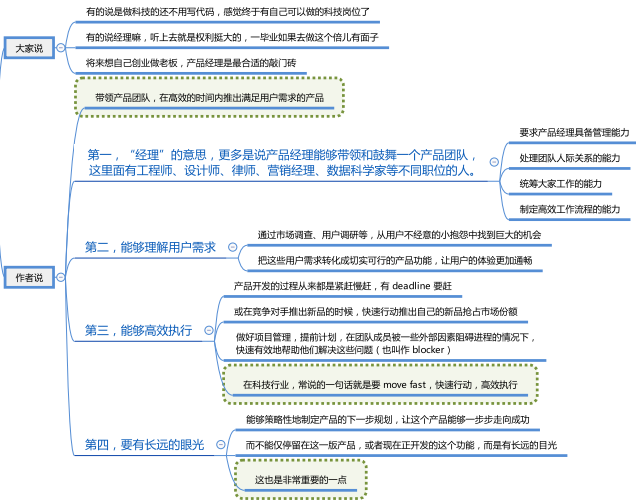 大家说
有的说是做科技的还不用写代码，感觉终于有自己可以做的科技岗位了
有的说经理嘛，听上去就是权利挺大的，一毕业如果去做这个倍儿有面子
将来想自己创业做老板，产品经理是最合适的敲门砖
作者说
带领产品团队，在高效的时间内推出满足用户需求的产品
第一，“经理”的意思，更多是说产品经理能够带领和鼓舞一个产品团队，
这里面有工程师、设计师、律师、营销经理、数据科学家等不同职位的人。
要求产品经理具备管理能力
处理团队人际关系的能力
统筹大家工作的能力
制定高效工作流程的能力
第二，能够理解用户需求
通过市场调查、用户调研等，从用户不经意的小抱怨中找到巨大的机会
把这些用户需求转化成切实可行的产品功能，让用户的体验更加通畅
第三，能够高效执行
产品开发的过程从来都是紧赶慢赶，有 deadline 要赶
或在竞争对手推出新品的时候，快速行动推出自己的新品抢占市场份额
做好项目管理，提前计划，在团队成员被一些外部因素阻碍进程的情况下，
快速有效地帮助他们解决这些问题（也叫作 blocker）
在科技行业，常说的一句话就是要 move fast，快速行动，高效执行
第四，要有长远的眼光
能够策略性地制定产品的下一步规划，让这个产品能够一步步走向成功
而不能仅停留在这一版产品，或者现在正开发的这个功能，而是有长远的目光
这也是非常重要的一点